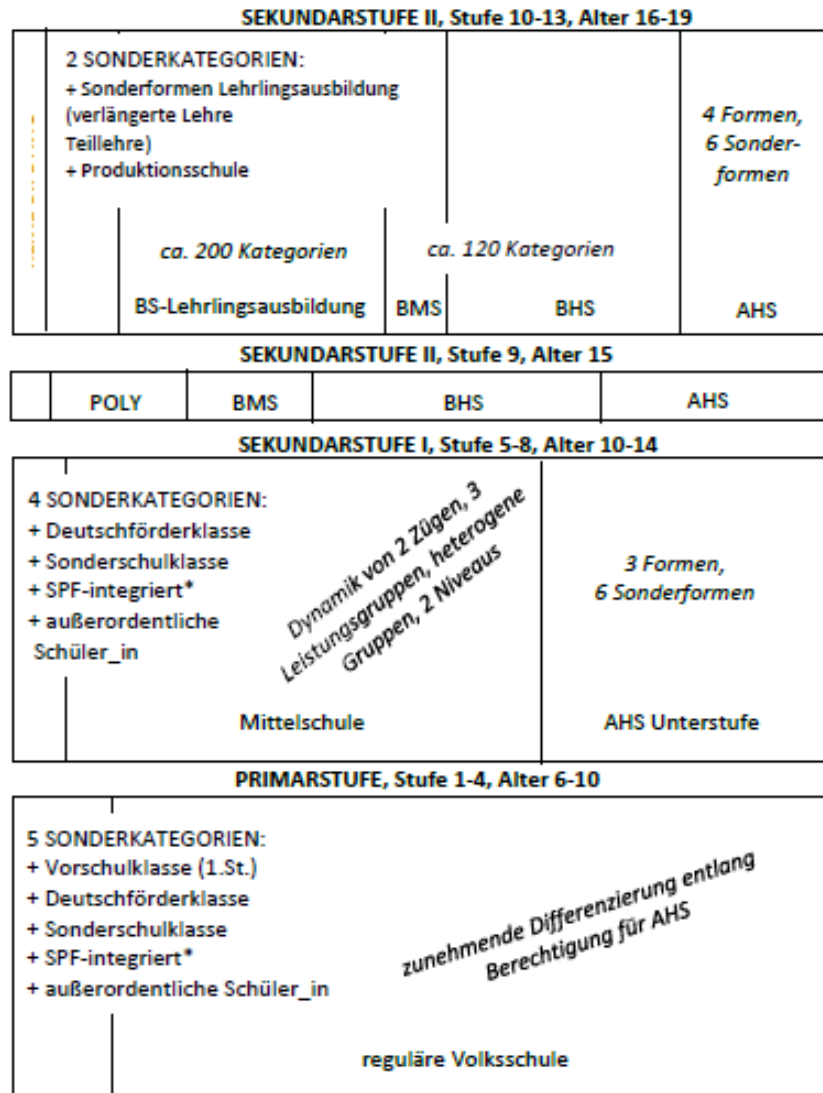 SEKUNDARSTUFE II, Stufe 10-13, Alter 16-19
2 SONDERKATEGORIEN:
+ Sonderformen Lehrlingsausbildung
(verlängerte Lehre
Teillehre)
+ Produktionsschule
4 Formen,
6 Sonder-
formen
ca. 200 Kategorien
ca. 120 Kategorien
BS-Lehrlingsausbildung
BMS
BHS
AHS
SEKUNDARSTUFE II, Stufe 9, Alter 15
POLY
BMS
BHS
AHS
SEKUNDARSTUFE I, Stufe 5-8, Alter 10-14
4 SONDERKATEGORIEN:
+ Deutschförderklasse
+ Sonderschulklasse
+ SPF-integriert*
+ außerordentliche
Schüler_in
Dynamik von 2 Zügen, 3
Leistungsgruppen, heterogene
Gruppen, 2 Niveaus
3 Formen,
6 Sonderformen
Mittelschule
AHS Unterstufe
PRIMARSTUFE, Stufe 1-4, Alter 6-10
5 SONDERKATEGORIEN:
+ Vorschulklasse (1.St.)
+ Deutschförderklasse
+ Sonderschulklasse
+ SPF-integriert*
+ außerordentliche Schüler_in
zunehmende Differenzierung entlang
Berechtigung für AHS
reguläre Volksschule